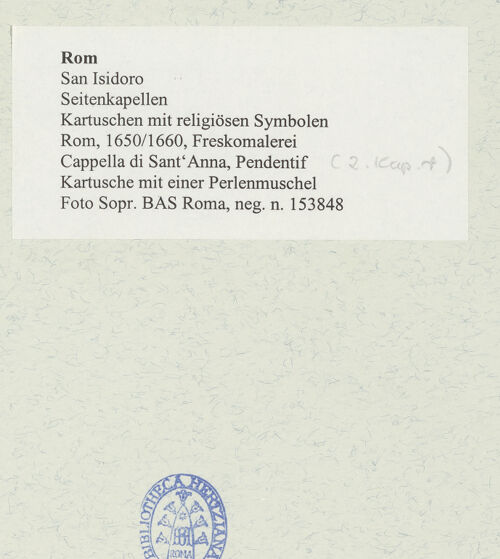 Rom
San Isidoro
Seitenkapellen
Kartuschen mit religiösen Symbolen
Rom, 1650/1660, Freskomalerei
Cappella di Sant‘Anna, Pendentif (2. Kap. r)
Kartusche mit einer Perlenmuschel
Foto Sopr. BAS Roma, neg. n. 153848
BIBLIOTHECA HERTZIANA
ROMA